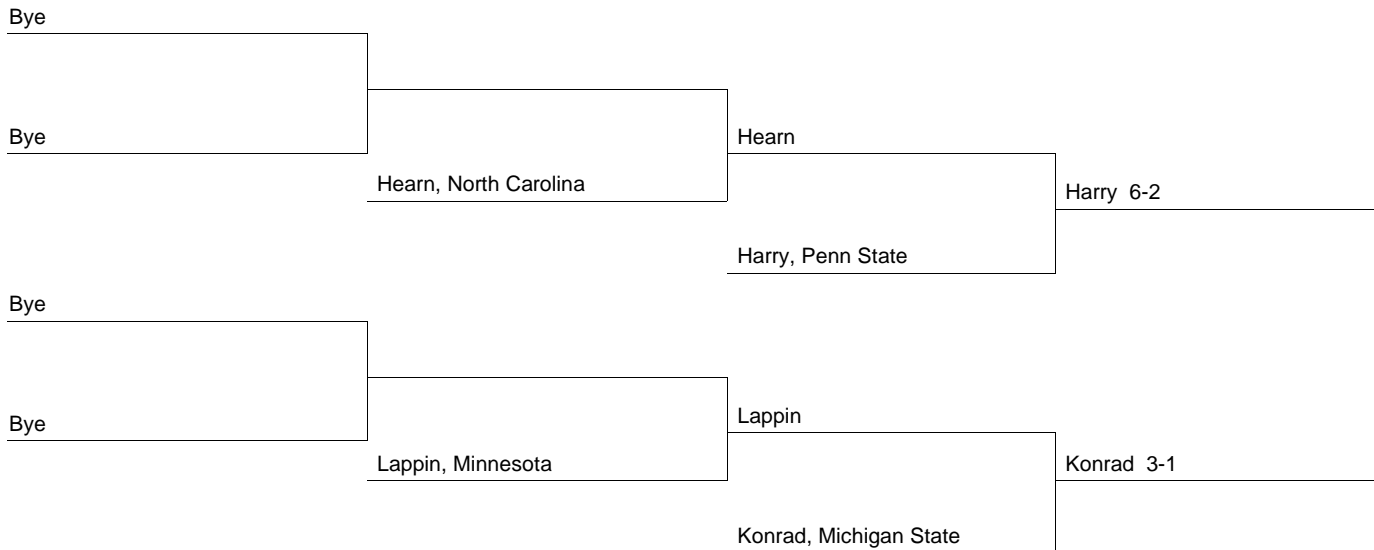 Bye
Bye
Hearn
Hearn, North Carolina
Harry 6-2
Harry, Penn State
Bye
Lappin
Bye
Lappin, Minnesota
Konrad 3-1
Konrad, Michigan State